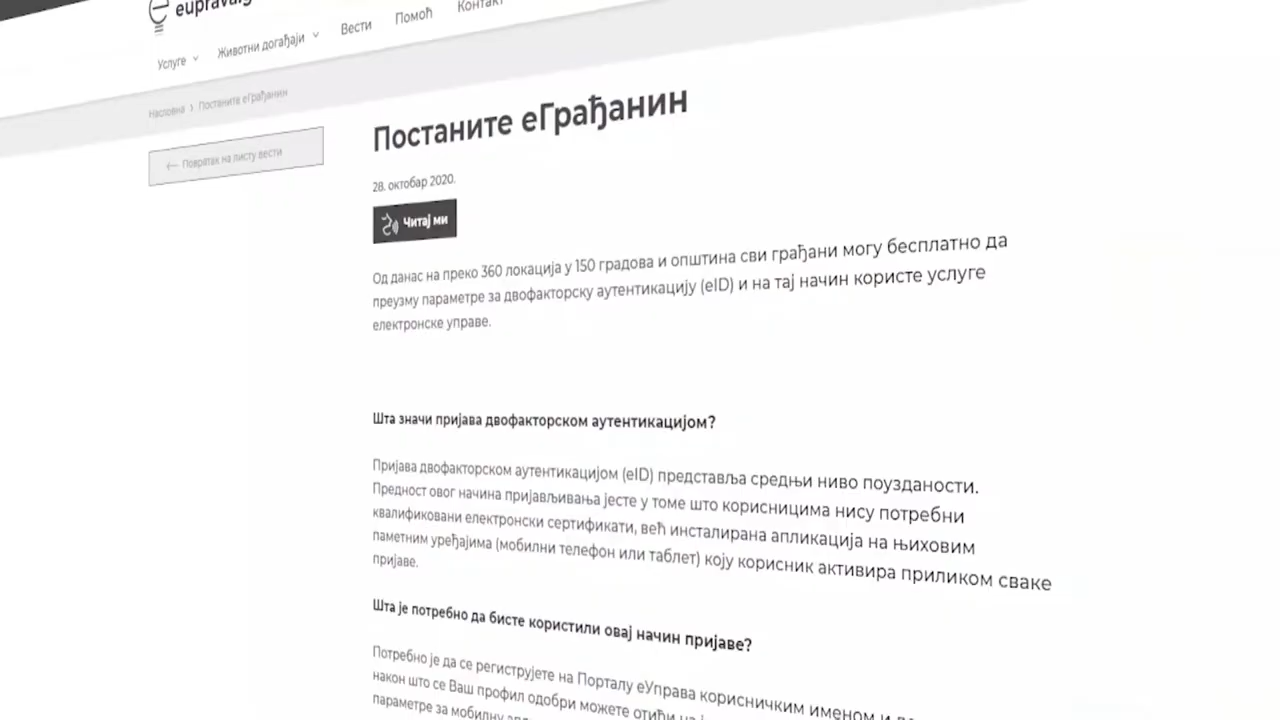 Услуге
Животни догађаји
Вести
Помоћ
Контакт
Насловна › Постаните еГрађанин
← Повратак на листу вести
Постаните еГрађанин
28. октобар 2020.
Читај ми
Од данас на преко 360 локација у 150 градова и општина сви грађани могу бесплатно да
преузму параметре за двофакторску аутентикацију (eID) и на тај начин користе услуге
електронске управе.
Шта значи пријава двофакторском аутентикацијом?
Пријава двофакторском аутентикацијом (eID) представља средњи ниво поузданости.
Предност овог начина пријављивања јесте у томе што корисницима нису потребни
квалификовани електронски сертификати, већ инсталирана апликација на њиховим
паметним уређајима (мобилни телефон или таблет) коју корисник активира приликом сваке
пријаве.
Шта је потребно да бисте користили овај начин пријаве?
Потребно је да се региструјете на Порталу еУправа корисничким именом и
након што се Ваш профил одобри можете отићи на
параметре за мобилну